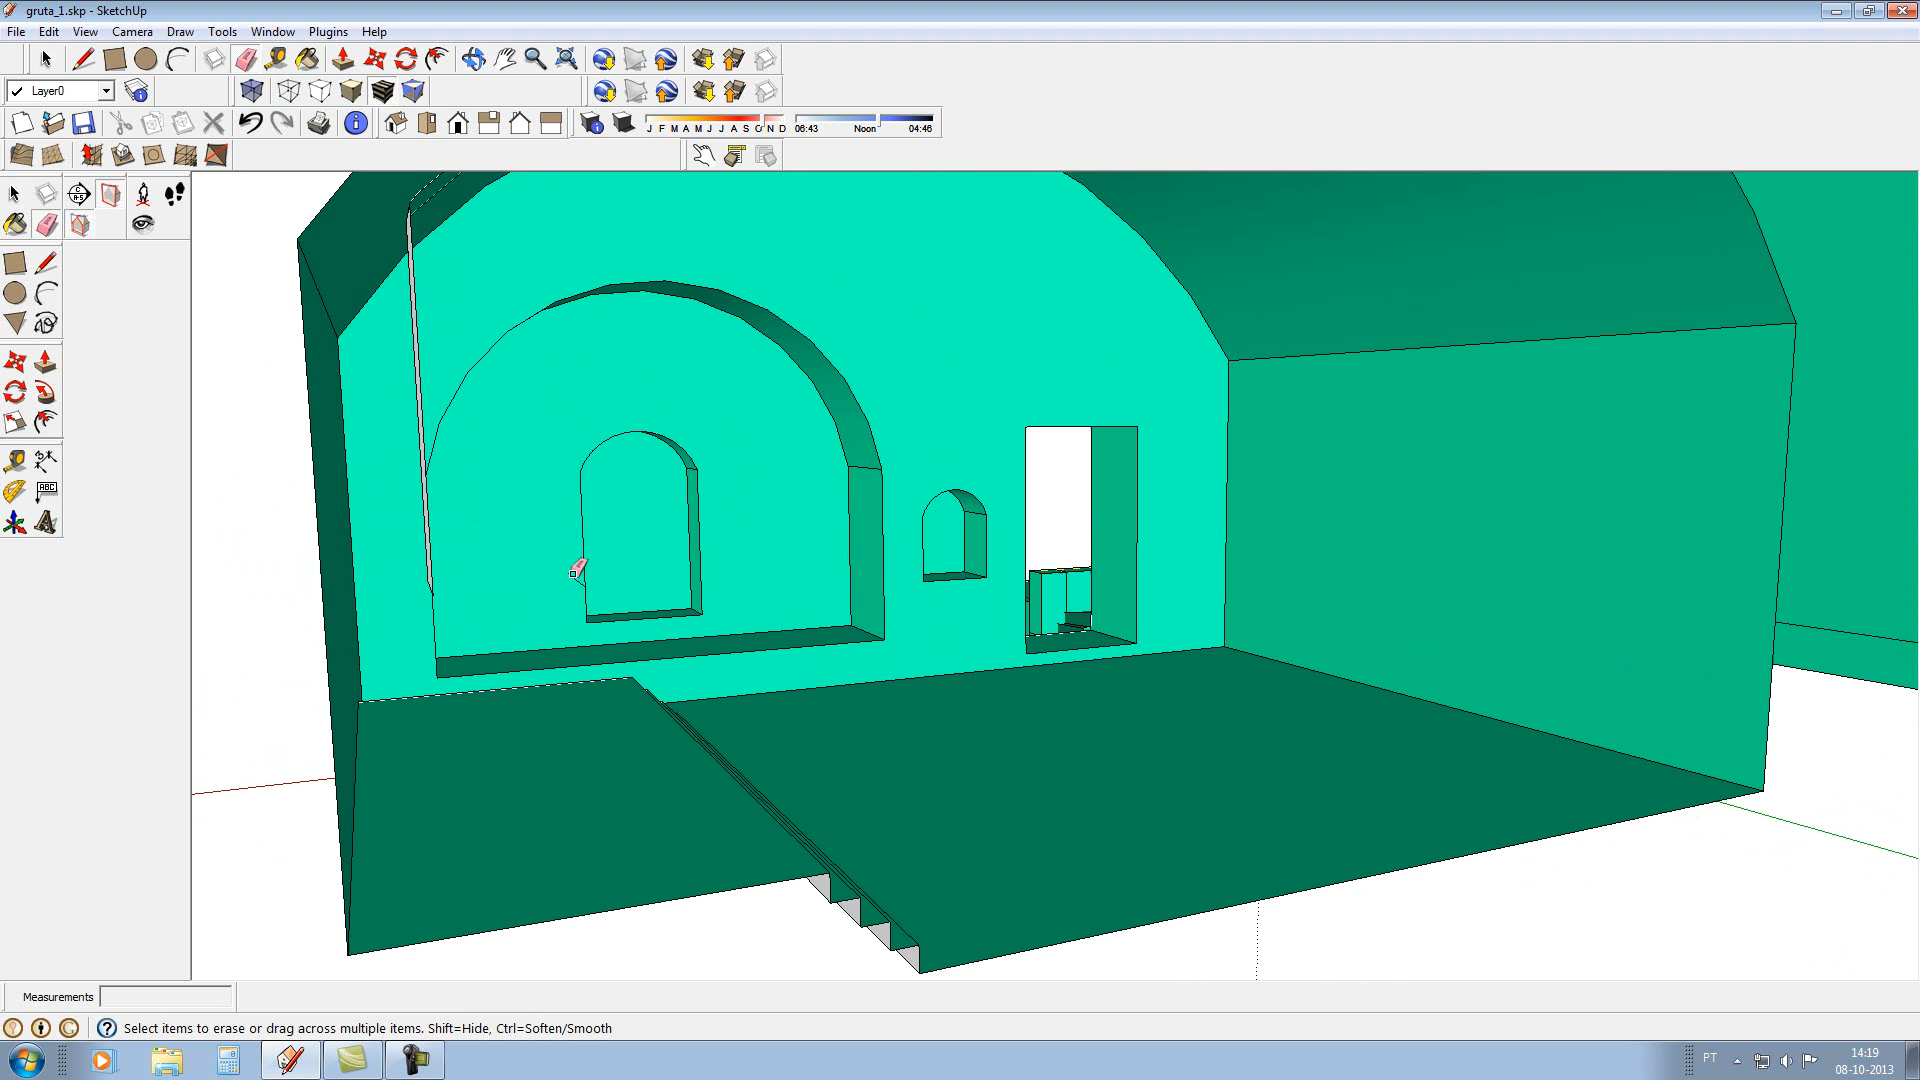 gruta_1.skp - SketchUp
File Edit View Camera Draw Tools Window Plugins Help
Layer0
J F M A M J J A S O N D 06:43 Noon 04:46
C
A-5
ABC
A
Measurements
Select items to erase or drag across multiple items. Shift=Hide, Ctrl=Soften/Smooth
PT
14:19
08-10-2013